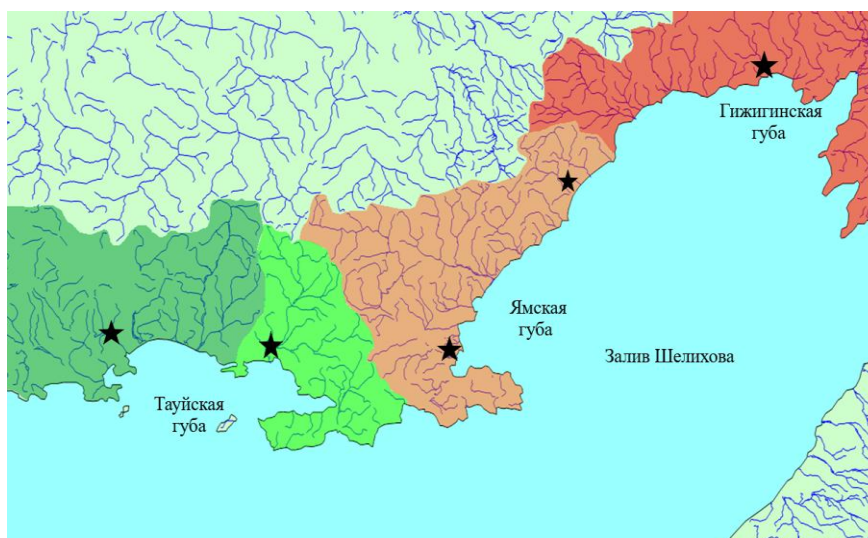 Гижигинская
губа
Ямская
губа
Залив Шелихова
Тауйская
губа